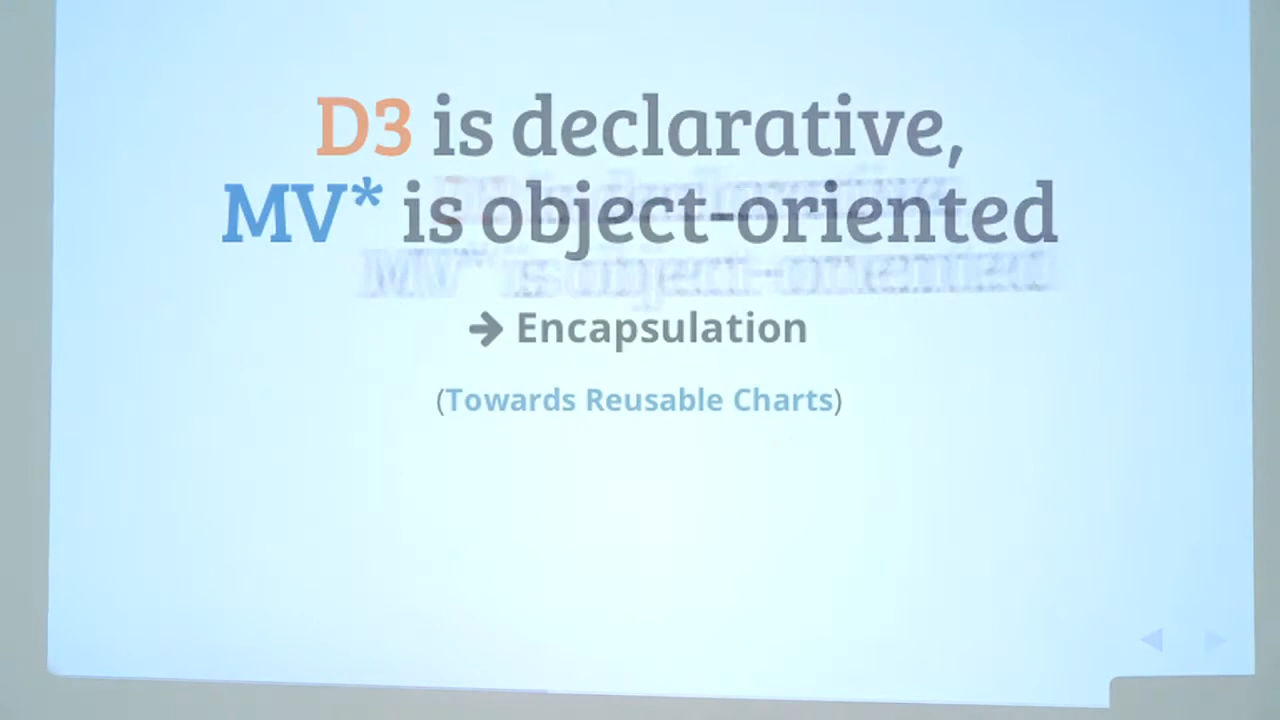 D3 is declarative,
MV* is object-oriented
➔ Encapsulation
(Towards Reusable Charts)